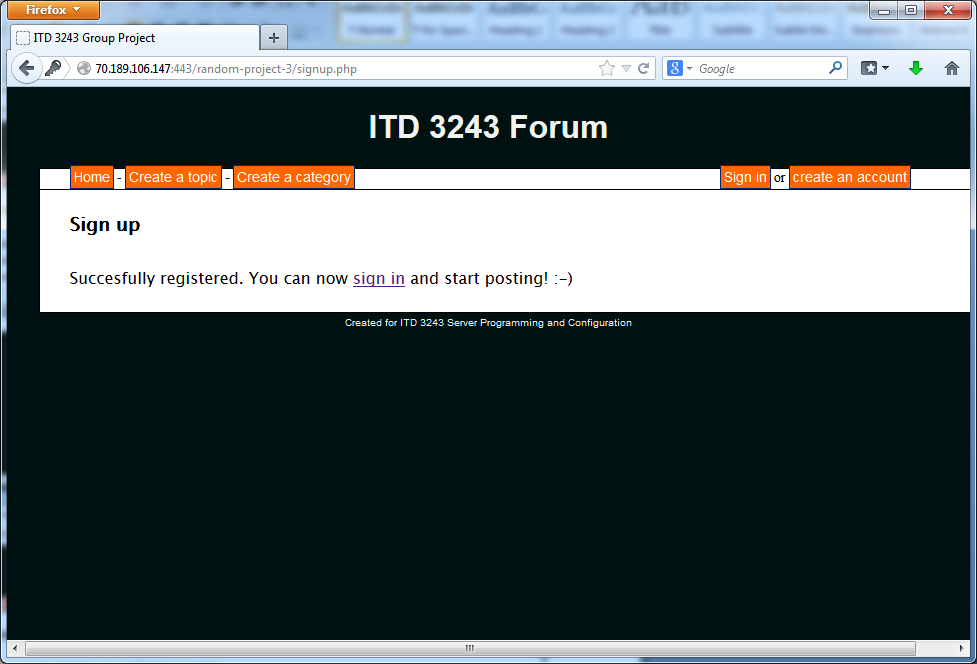 Firefox
ITD 3243 Group Project
70.189.106.147:443/random-project-3/signup.php
Google
ITD 3243 Forum
Home - Create a topic - Create a category
Sign in or create an account
Sign up
Succesfully registered. You can now sign in and start posting! :-)
Created for ITD 3243 Server Programming and Configuration